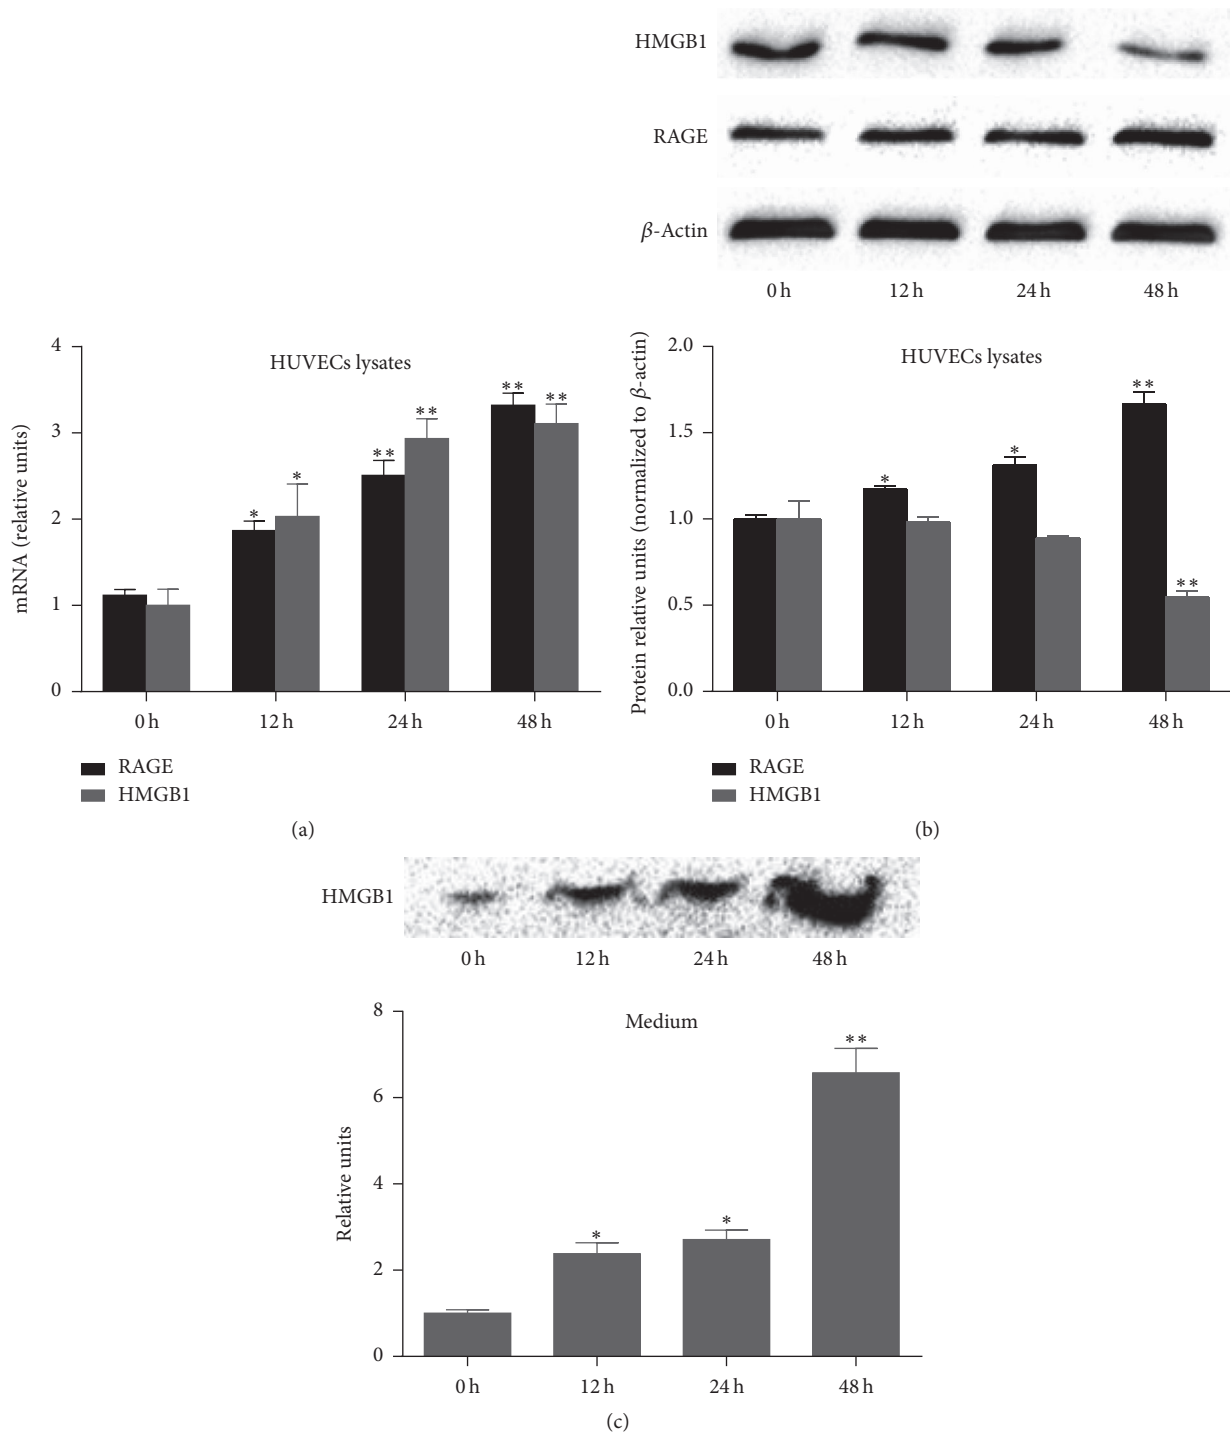 HMGB1
RAGE
β-Actin
0 h 12 h 24 h 48 h
HUVECs lysates
mRNA (relative units)
4
3
2
1
0
* * ** ** ** **
0 h 12 h 24 h 48 h
RAGE
HMGB1
(a)
HUVECs lysates
Protein relative units (normalized to β-actin)
2.0
1.5
1.0
0.5
0.0
* * ** **
0 h 12 h 24 h 48 h
RAGE
HMGB1
(b)
HMGB1
0 h 12 h 24 h 48 h
Medium
Relative units
8
6
4
2
0
* * **
0 h 12 h 24 h 48 h
(c)